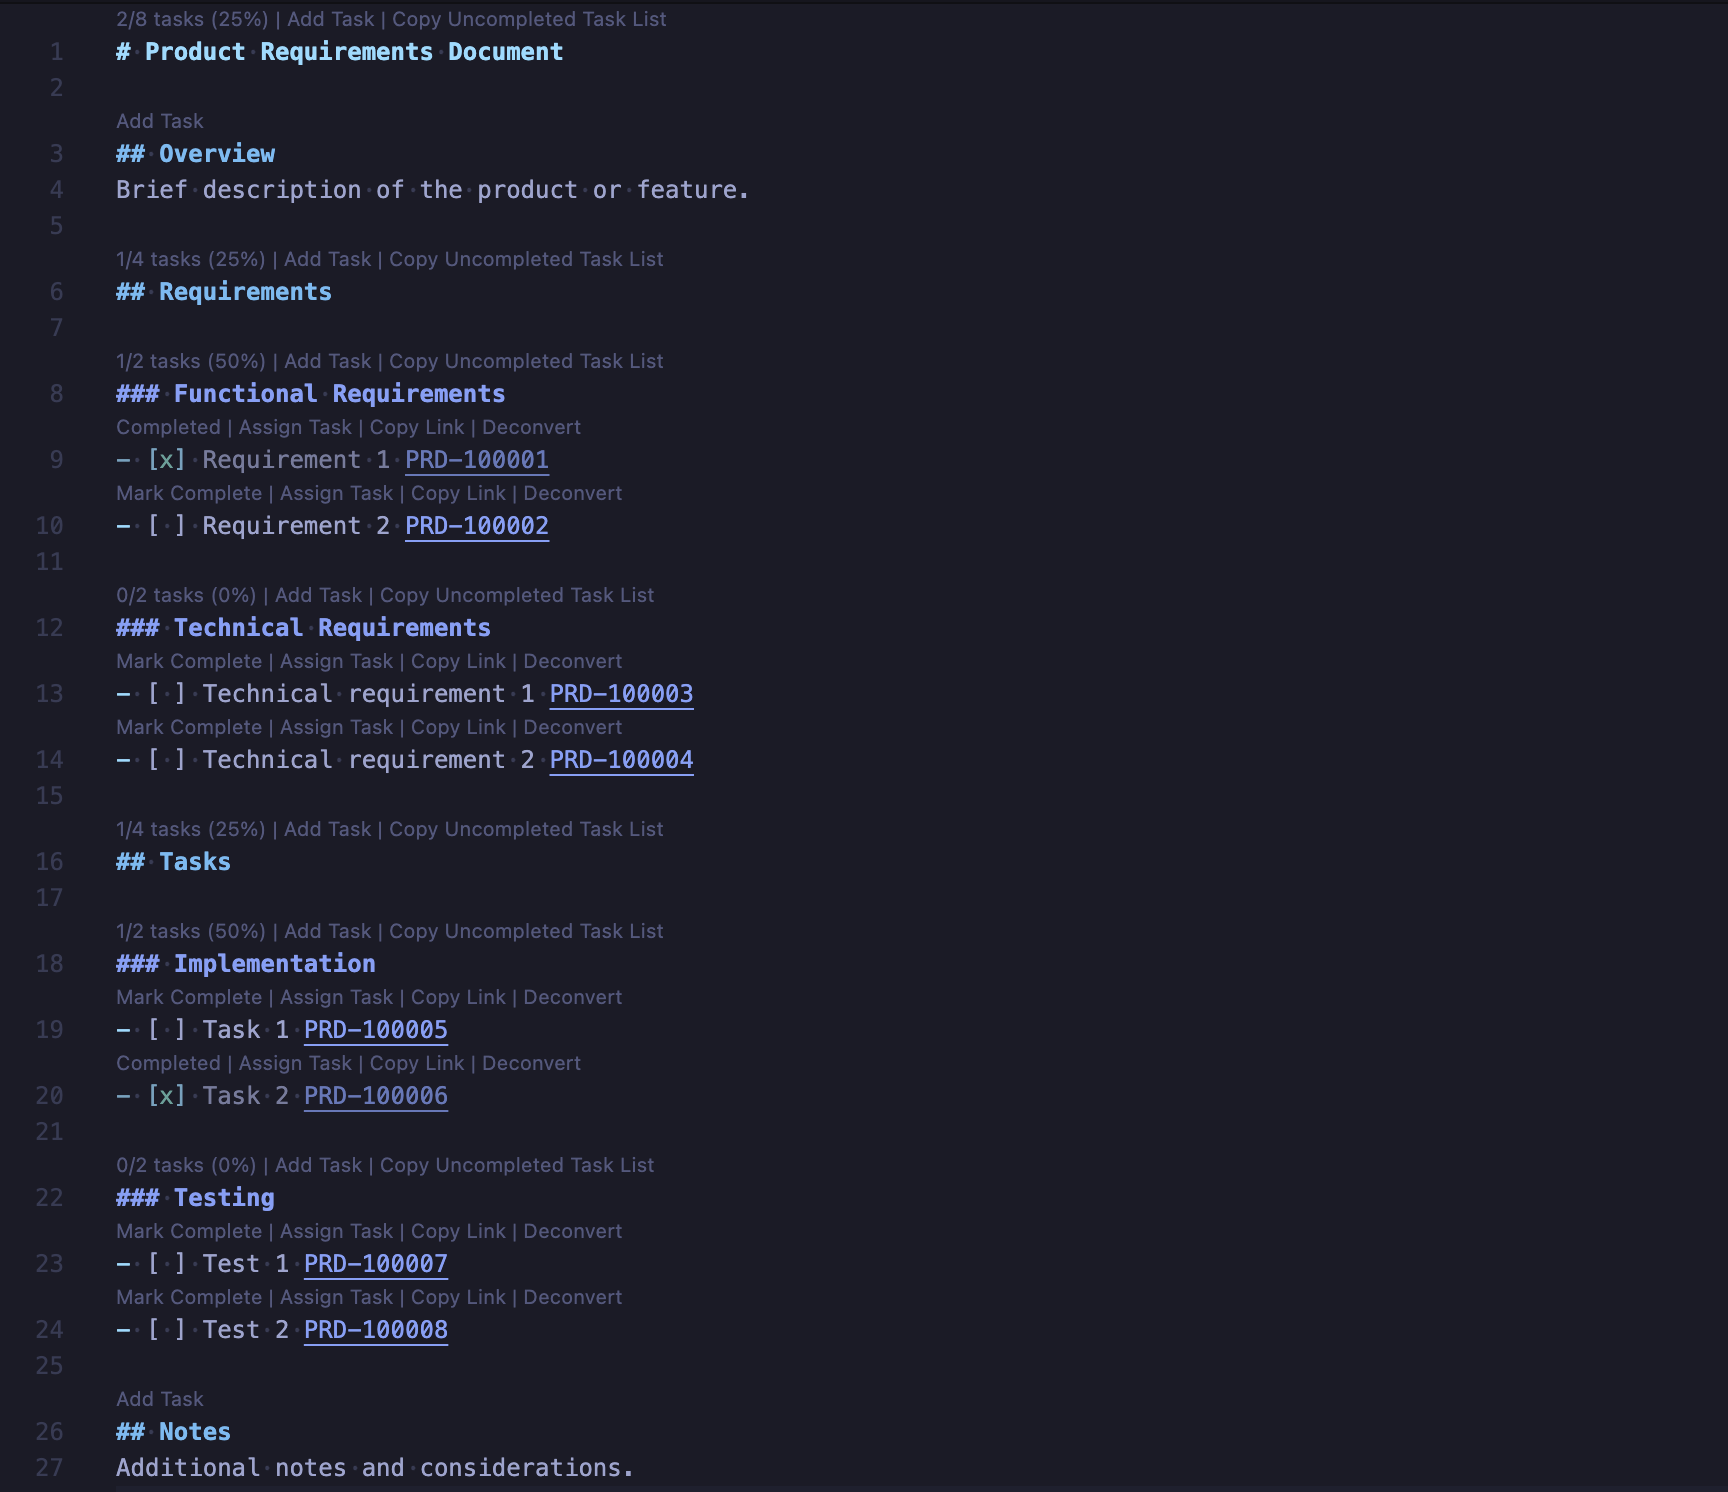 2/8 tasks (25%) | Add Task | Copy Uncompleted Task List
1 # Product Requirements Document
2
Add Task
3 ## Overview
4 Brief description of the product or feature.
5
1/4 tasks (25%) | Add Task | Copy Uncompleted Task List
6 ## Requirements
7
1/2 tasks (50%) | Add Task | Copy Uncompleted Task List
8 ### Functional Requirements
Completed | Assign Task | Copy Link | Deconvert
9 - [x] Requirement 1 PRD-100001
Mark Complete | Assign Task | Copy Link | Deconvert
10 - [ ] Requirement 2 PRD-100002
11
0/2 tasks (0%) | Add Task | Copy Uncompleted Task List
12 ### Technical Requirements
Mark Complete | Assign Task | Copy Link | Deconvert
13 - [ ] Technical requirement 1 PRD-100003
Mark Complete | Assign Task | Copy Link | Deconvert
14 - [ ] Technical requirement 2 PRD-100004
15
1/4 tasks (25%) | Add Task | Copy Uncompleted Task List
16 ## Tasks
17
1/2 tasks (50%) | Add Task | Copy Uncompleted Task List
18 ### Implementation
Mark Complete | Assign Task | Copy Link | Deconvert
19 - [ ] Task 1 PRD-100005
Completed | Assign Task | Copy Link | Deconvert
20 - [x] Task 2 PRD-100006
21
0/2 tasks (0%) | Add Task | Copy Uncompleted Task List
22 ### Testing
Mark Complete | Assign Task | Copy Link | Deconvert
23 - [ ] Test 1 PRD-100007
Mark Complete | Assign Task | Copy Link | Deconvert
24 - [ ] Test 2 PRD-100008
25
Add Task
26 ## Notes
27 Additional notes and considerations.